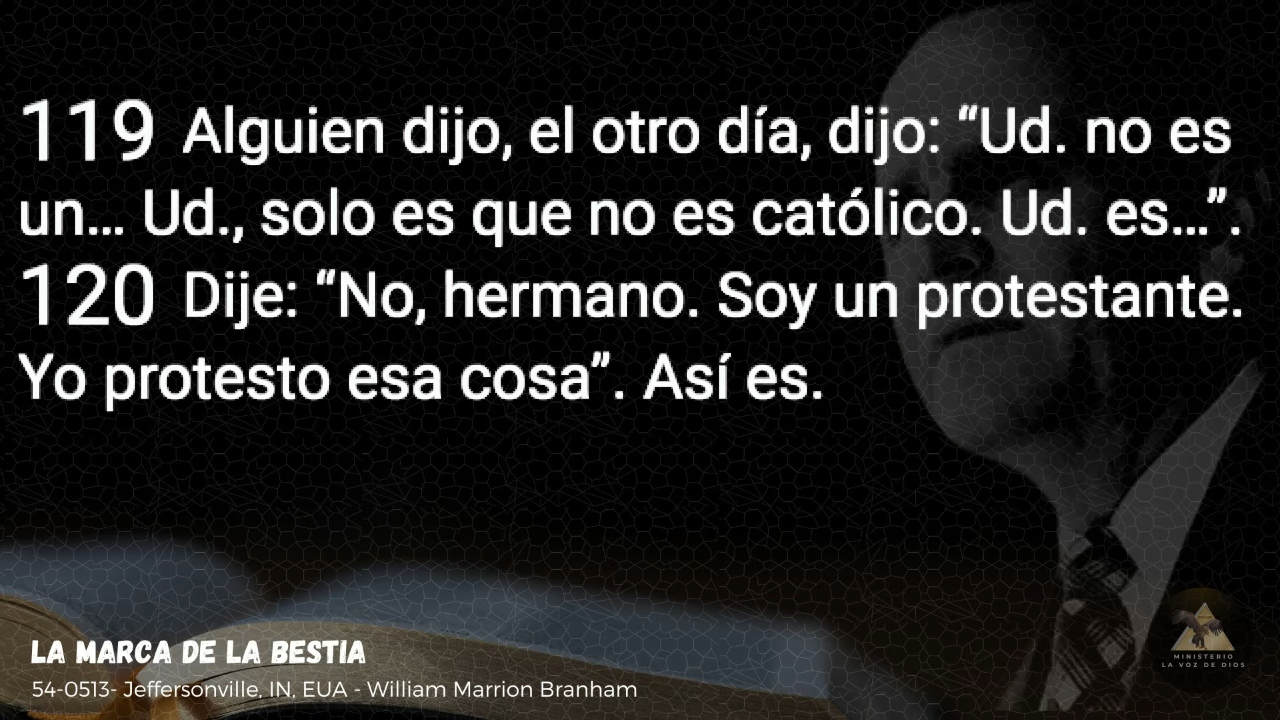 119 Alguien dijo, el otro día, dijo: “Ud. no es
un... Ud., solo es que no es católico. Ud. es...”.
120 Dije: “No, hermano. Soy un protestante.
Yo protesto esa cosa”. Así es.
LA MARCA DE LA BESTIA
54-0513- Jeffersonville, IN, EUA - William Marrion Branham
MINISTERIO
LA VOZ DE DIOS